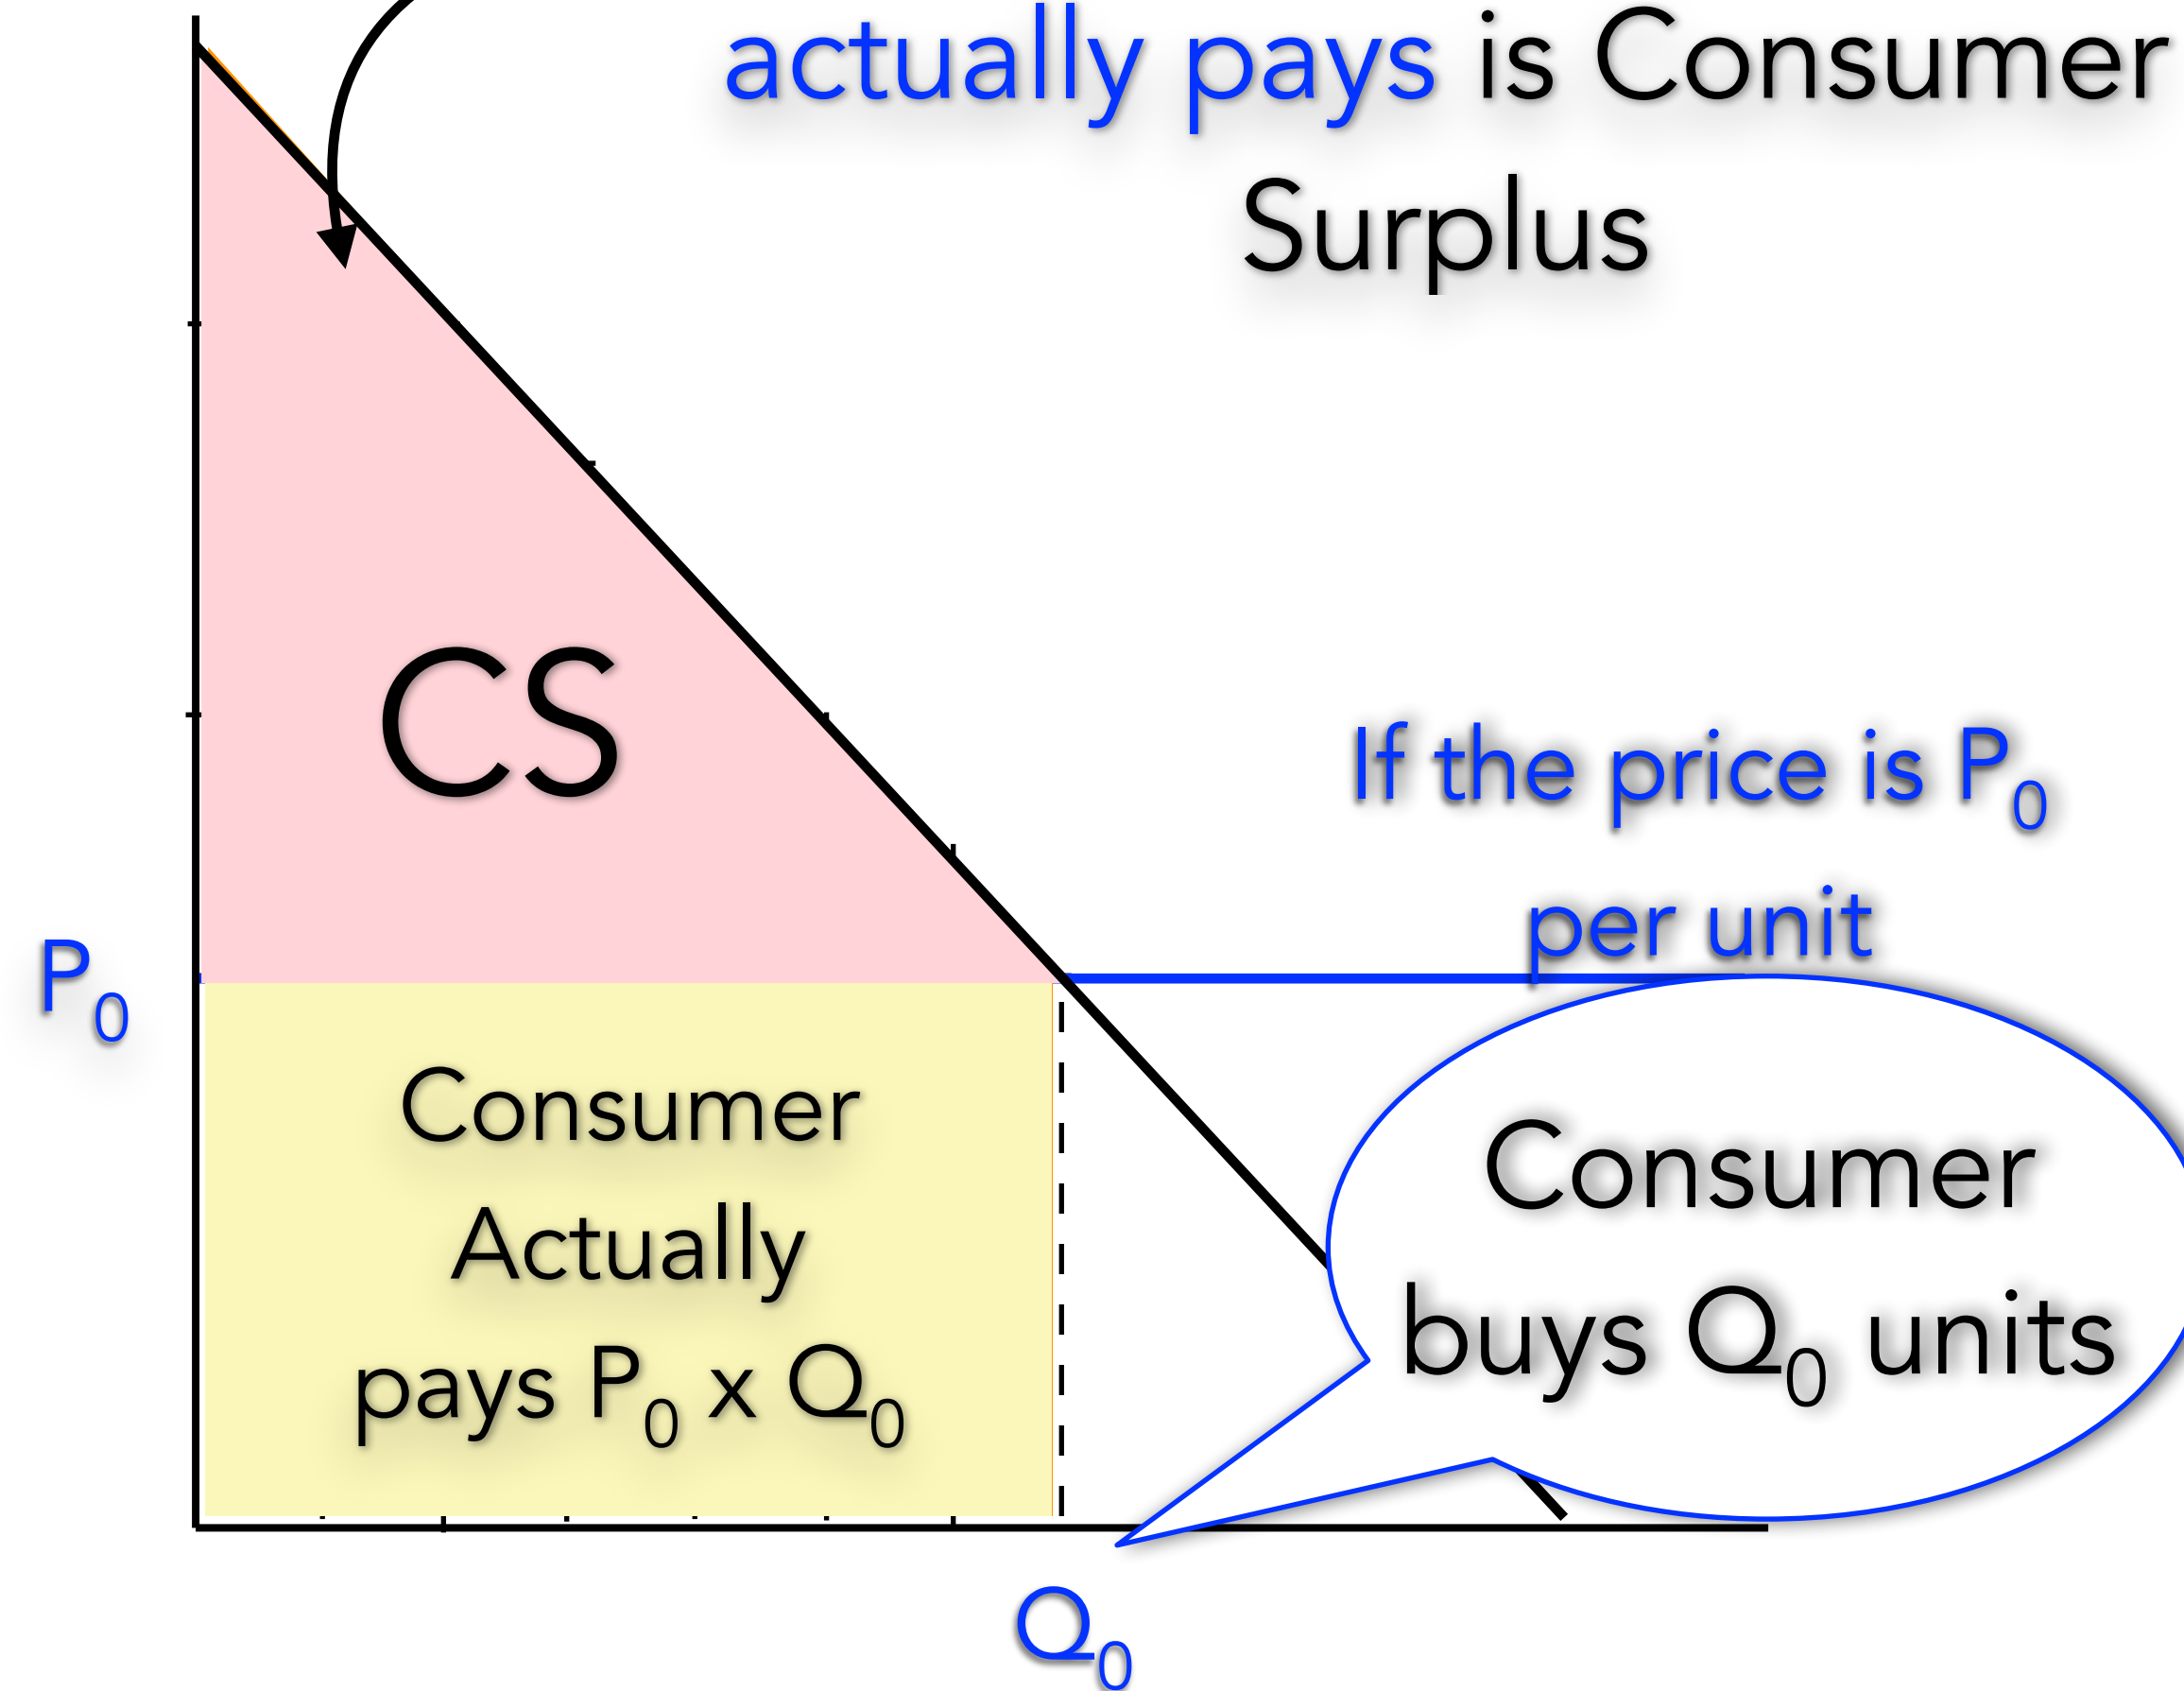 actually pays is Consumer
Surplus
CS
If the price is P₀
per unit
P₀
Consumer
Actually
pays P₀ x Q₀
Consumer
buys Q₀ units
Q₀